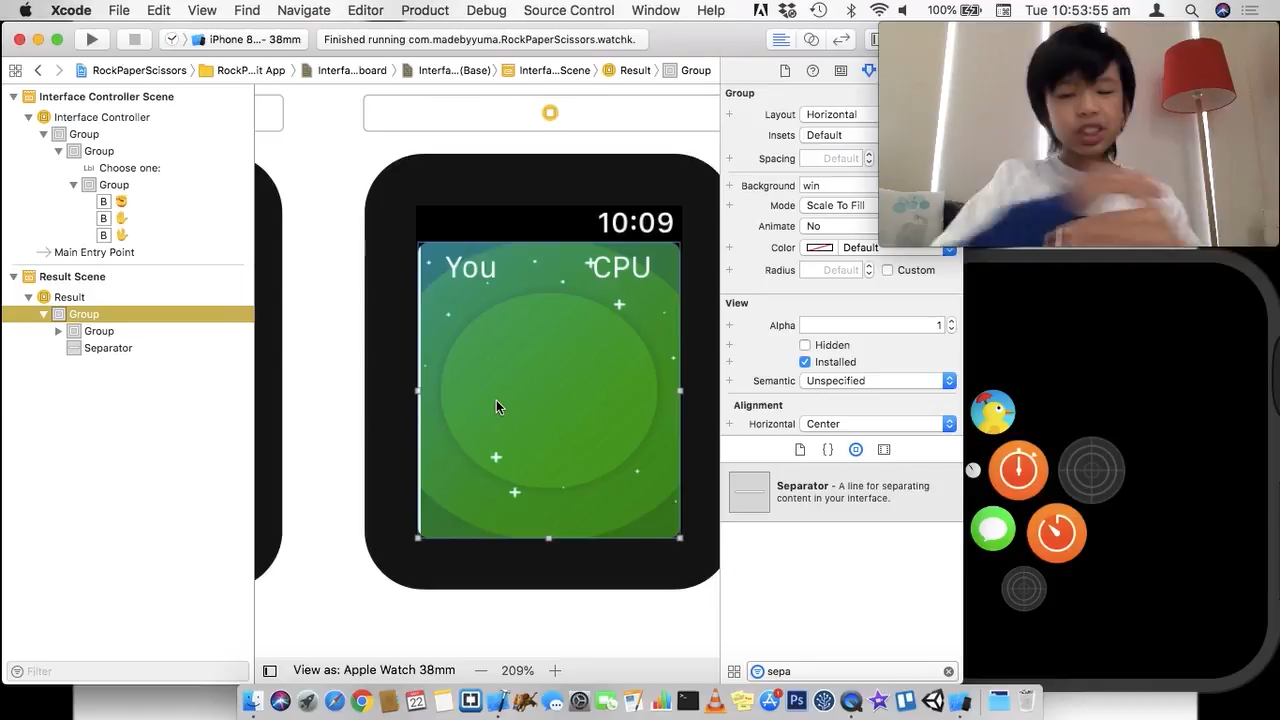 Xcode File Edit View Find Navigate Editor Product Debug Source Control Window Help 100% Tue 10:53:55 am
iPhone 8...- 38mm Finished running com.madebyyuma.RockPaperScissors.watchk.
RockPaperScissors RockP...it App Interfa...board Interfa...(Base) Interfa...Scene Result Group
Interface Controller Scene
Interface Controller
Group
Group
Lbl Choose one:
Group
B ✊
B ✋
B 🖖
Main Entry Point
Result Scene
Result
Group
Group
Separator
Filter
10:09
You CPU
View as: Apple Watch 38mm — 209% +
Group
Layout Horizontal
Insets Default
Spacing Default
Background win
Mode Scale To Fill
Animate No
Color Default
Radius Default Custom
View
Alpha 1
Hidden
Installed
Semantic Unspecified
Alignment
Horizontal Center
Separator - A line for separating
content in your interface.
sepa
22
Ps